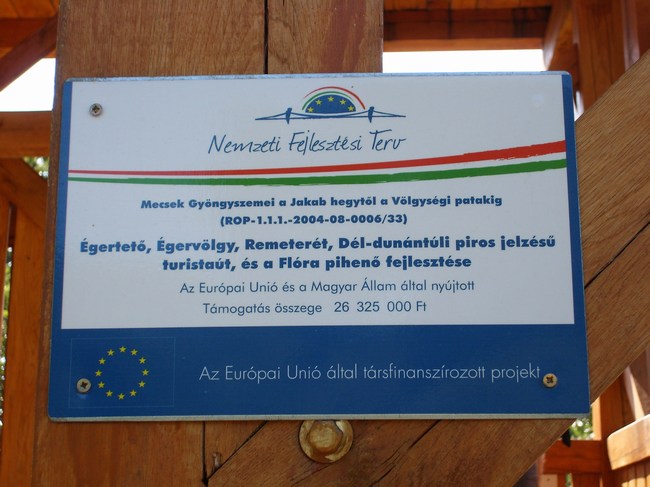 Nemzeti Fejlesztési Terv
Mecsek Gyöngyszemei a Jakab hegytől a Völgységi patakig
(ROP-1.1.1.-2004-08-0006/33)
Égertető, Égervölgy, Remeterét, Dél-dunántúli piros jelzésű
turistaút, és a Flóra pihenő fejlesztése
Az Európai Unió és a Magyar Állam által nyújtott
Támogatás összege 26 325 000 Ft
Az Európai Unió által társfinanszírozott projekt